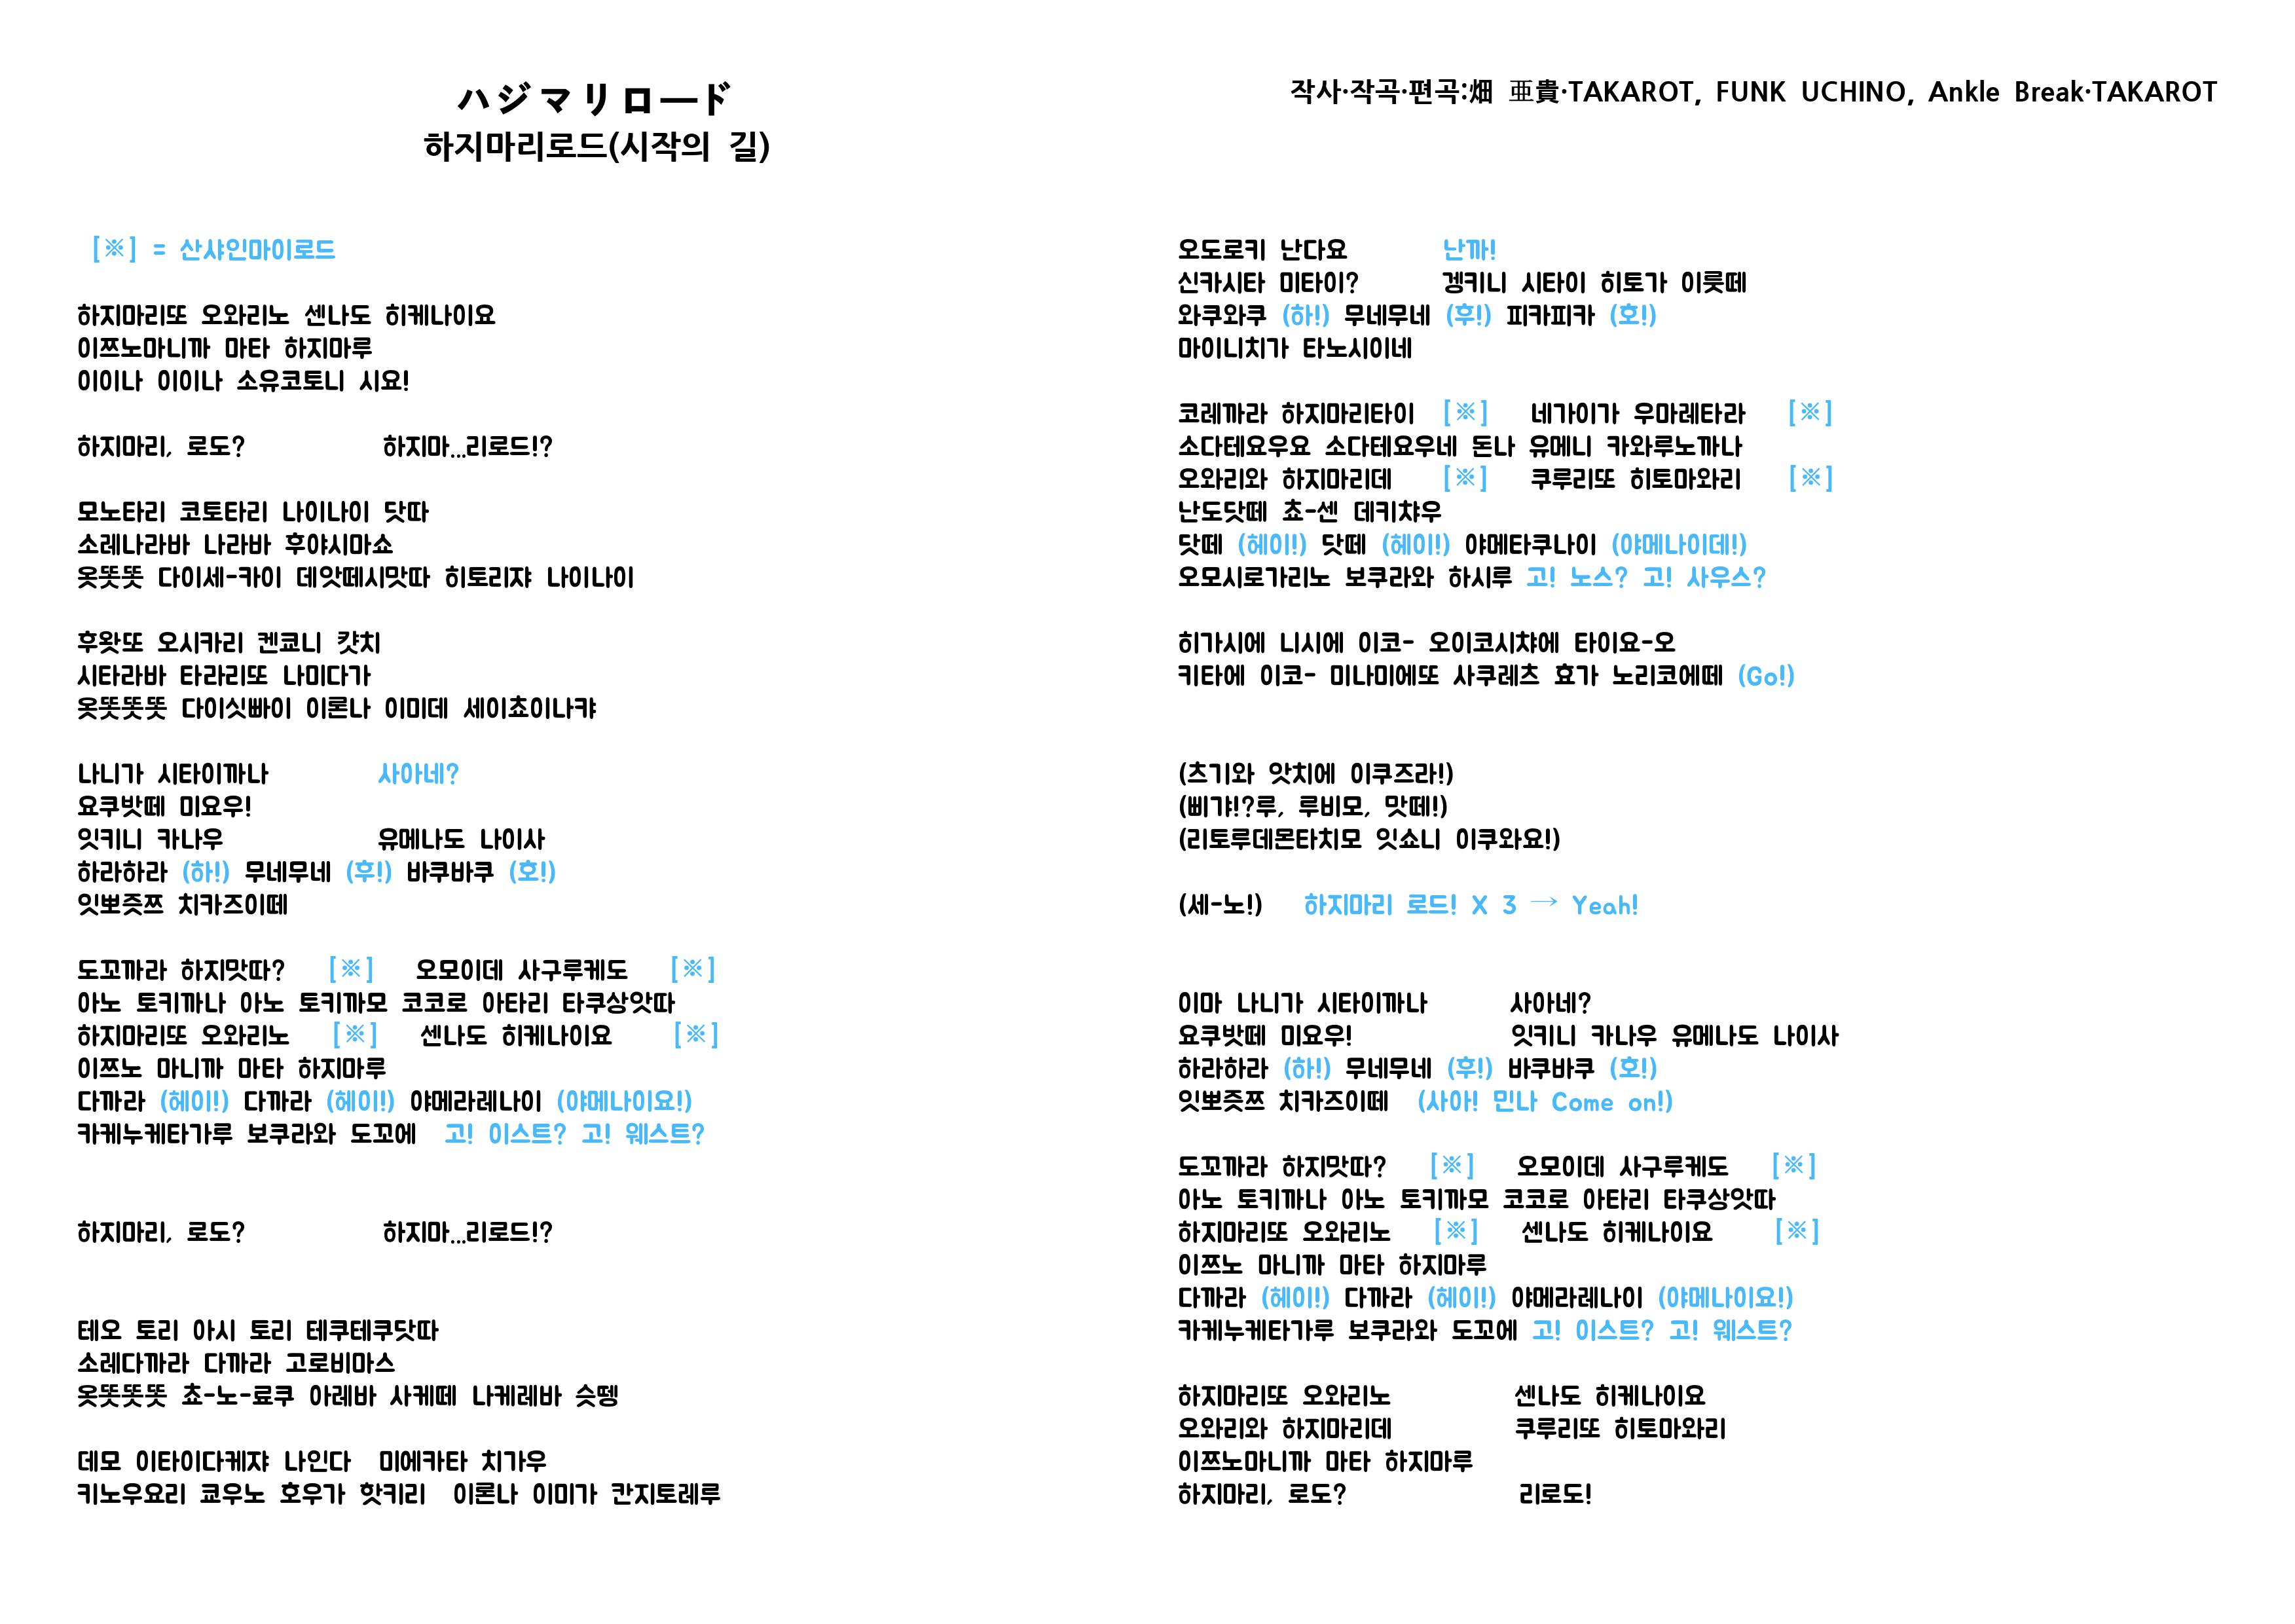 ハジマリロード
하지마리로드(시작의 길)
작사·작곡·편곡:畑 亜貴·TAKAROT, FUNK UCHINO, Ankle Break·TAKAROT
[※] = 산샤인마이로드
하지마리또 오와리노 센나도 히케나이요
이쯔노마니까 마타 하지마루
이이나 이이나 소유코토니 시요!
하지마리, 로도? 하지마...리로드!?
모노타리 코토타리 나이나이 닷따
소레나라바 나라바 후야시마쇼
옷똣똣 다이세-카이 데앗떼시맛따 히토리쟈 나이나이
후왓또 오시카리 켄쿄니 캇치
시타라바 타라리또 나미다가
옷똣똣똣 다이싯빠이 이론나 이미데 세이쵸이나캬
나니가 시타이까나 사아네?
요쿠밧떼 미요우!
잇키니 카나우 유메나도 나이사
하라하라 (하!) 무네무네 (후!) 바쿠바쿠 (호!)
잇뽀즛쯔 치카즈이떼
도꼬까라 하지맛따? [※] 오모이데 사구루케도 [※]
아노 토키까나 아노 토키까모 코코로 아타리 타쿠상앗따
하지마리또 오와리노 [※] 센나도 히케나이요 [※]
이쯔노 마니까 마타 하지마루
다까라 (헤이!) 다까라 (헤이!) 야메라레나이 (야메나이요!)
카케누케타가루 보쿠라와 도꼬에 고! 이스트? 고! 웨스트?
하지마리, 로도? 하지마...리로드!?
테오 토리 아시 토리 테쿠테쿠닷따
소레다까라 다까라 고로비마스
옷똣똣똣 쵸-노-료쿠 아레바 사케떼 나케레바 슷뗑
데모 이타이다케쟈 나인다 미에카타 치가우
키노우요리 쿄우노 호우가 핫키리 이론나 이미가 칸지토레루
오도로키 난다요 난까!
신카시타 미타이? 겡키니 시타이 히토가 이룻떼
와쿠와쿠 (하!) 무네무네 (후!) 피카피카 (호!)
마이니치가 타노시이네
코레까라 하지마리타이 [※] 네가이가 우마레타라 [※]
소다테요우요 소다테요우네 돈나 유메니 카와루노까나
오와리와 하지마리데 [※] 쿠루리또 히토마와리 [※]
난도닷떼 쵸-센 데키챠우
닷떼 (헤이!) 닷떼 (헤이!) 야메타쿠나이 (야메나이데!)
오모시로가리노 보쿠라와 하시루 고! 노스? 고! 사우스?
히가시에 니시에 이코- 오이코시챠에 타이요-오
키타에 이코- 미나미에또 사쿠레츠 효가 노리코에떼 (Go!)
(츠기와 앗치에 이쿠즈라!)
(삐갸!?루, 루비모, 맛떼!)
(리토루데몬타치모 잇쇼니 이쿠와요!)
(세-노!) 하지마리 로드! X 3 → Yeah!
이마 나니가 시타이까나 사아네?
요쿠밧떼 미요우! 잇키니 카나우 유메나도 나이사
하라하라 (하!) 무네무네 (후!) 바쿠바쿠 (호!)
잇뽀즛쯔 치카즈이떼 (사아! 민나 Come on!)
도꼬까라 하지맛따? [※] 오모이데 사구루케도 [※]
아노 토키까나 아노 토키까모 코코로 아타리 타쿠상앗따
하지마리또 오와리노 [※] 센나도 히케나이요 [※]
이쯔노 마니까 마타 하지마루
다까라 (헤이!) 다까라 (헤이!) 야메라레나이 (야메나이요!)
카케누케타가루 보쿠라와 도꼬에 고! 이스트? 고! 웨스트?
하지마리또 오와리노 센나도 히케나이요
오와리와 하지마리데 쿠루리또 히토마와리
이쯔노마니까 마타 하지마루
하지마리, 로도? 리로도!